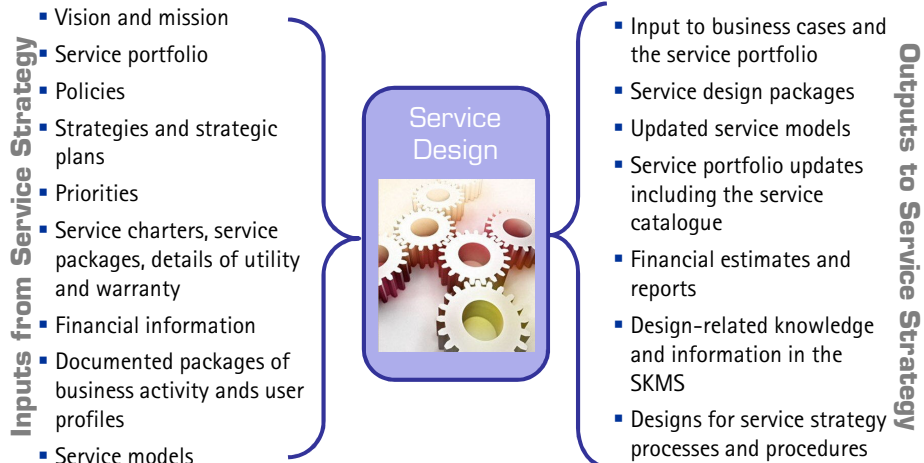 Inputs from Service Strategy
▪ Vision and mission
▪ Service portfolio
▪ Policies
▪ Strategies and strategic
plans
▪ Priorities
▪ Service charters, service
packages, details of utility
and warranty
▪ Financial information
▪ Documented packages of
business activity ands user
profiles
▪ Service models
Service
Design
▪ Input to business cases and
the service portfolio
▪ Service design packages
▪ Updated service models
▪ Service portfolio updates
including the service
catalogue
▪ Financial estimates and
reports
▪ Design-related knowledge
and information in the
SKMS
▪ Designs for service strategy
processes and procedures
Outputs to Service Strategy